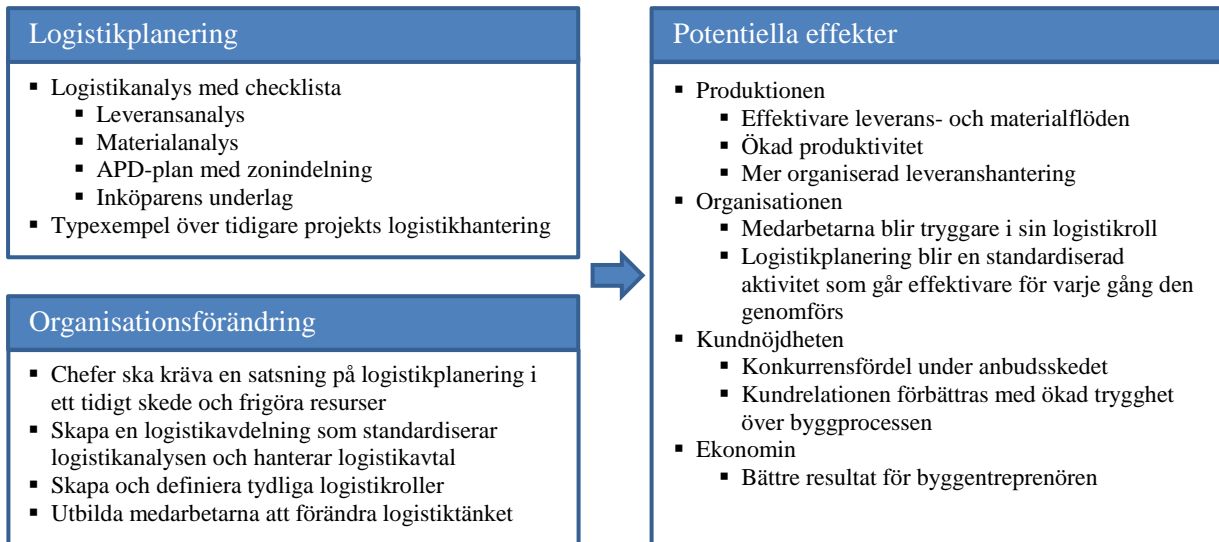 Logistikplanering
▪ Logistikanalys med checklista
▪ Leveransanalys
▪ Materialanalys
▪ APD-plan med zonindelning
▪ Inköparens underlag
▪ Typexempel över tidigare projekts logistikhantering
Organisationsförändring
▪ Chefer ska kräva en satsning på logistikplanering i
ett tidigt skede och frigöra resurser
▪ Skapa en logistikavdelning som standardiserar
logistikanalysen och hanterar logistikavtal
▪ Skapa och definiera tydliga logistikroller
▪ Utbilda medarbetarna att förändra logistiktänket
Potentiella effekter
▪ Produktionen
▪ Effektivare leverans- och materialflöden
▪ Ökad produktivitet
▪ Mer organiserad leveranshantering
▪ Organisationen
▪ Medarbetarna blir tryggare i sin logistikroll
▪ Logistikplanering blir en standardiserad
aktivitet som går effektivare för varje gång den
genomförs
▪ Kundnöjdheten
▪ Konkurrensfördel under anbudsskedet
▪ Kundrelationen förbättras med ökad trygghet
över byggprocessen
▪ Ekonomin
▪ Bättre resultat för byggentreprenören